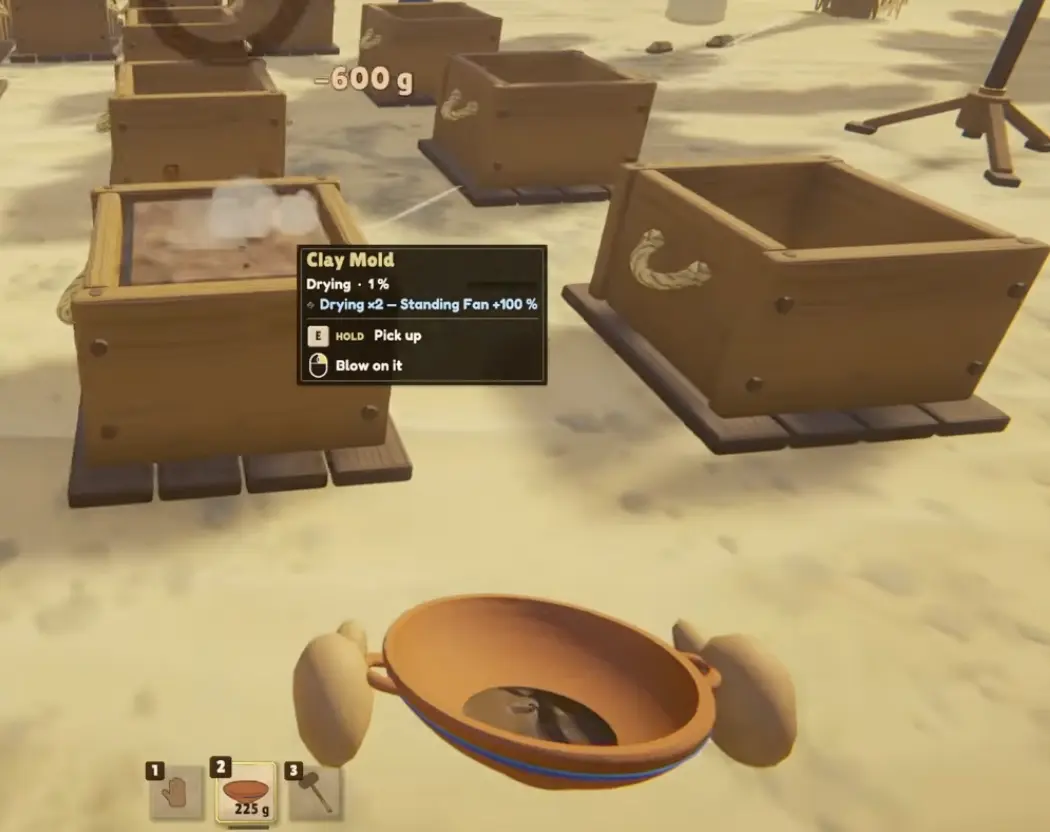 -600 g
Clay Mold
Drying · 1 %
Drying x2 – Standing Fan +100 %
E HOLD Pick up
Blow on it
1 2 3
225 g